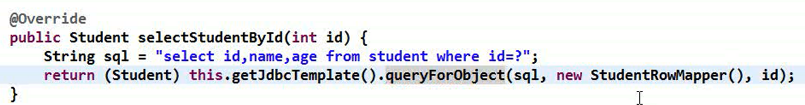 @Override
public Student selectStudentById(int id) {
    String sql = "select id,name,age from student where id=?";
    return (Student) this.getJdbcTemplate().queryForObject(sql, new StudentRowMapper(), id);
}